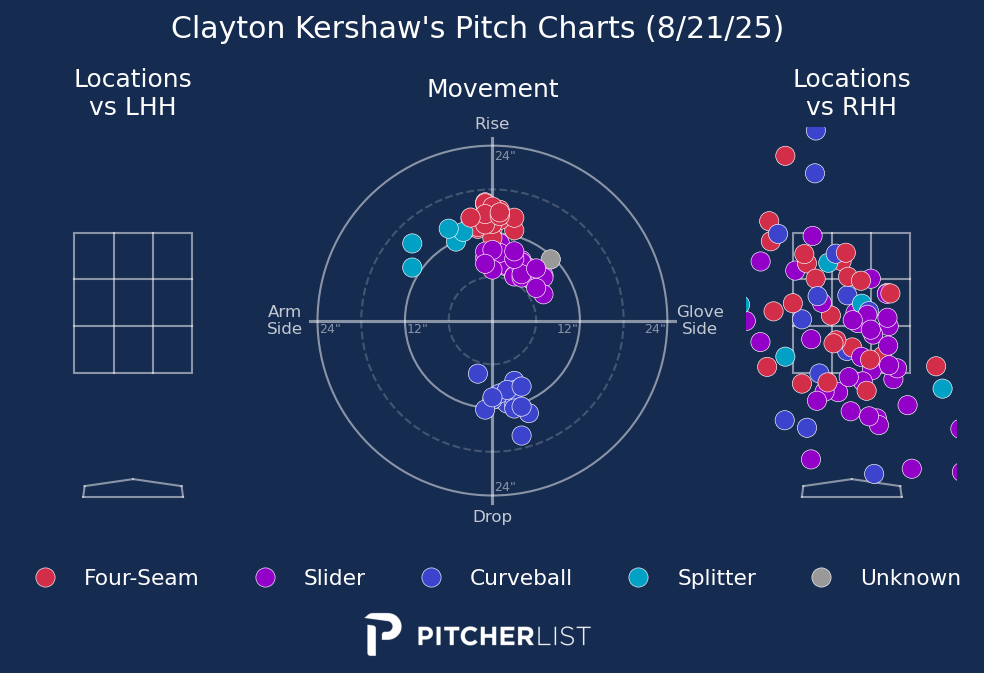 Clayton Kershaw's Pitch Charts (8/21/25)
Locations
vs LHH
Movement
Locations
vs RHH
Rise
24"
Arm
Side
24"
12"
12"
24"
Glove
Side
24"
Drop
Four-Seam
Slider
Curveball
Splitter
Unknown
PITCHERLIST